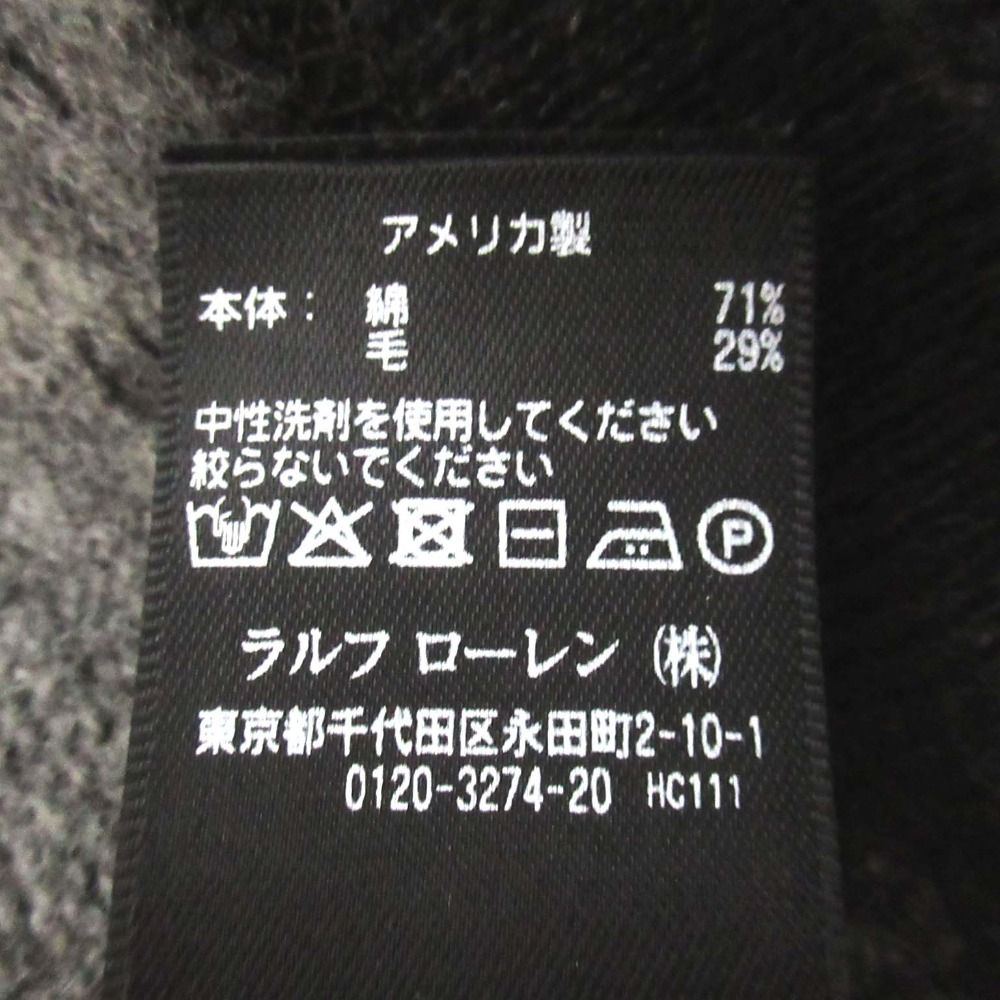 アメリカ製
本体: 綿 71%
毛 29%
中性洗剤を使用してください
絞らないでください
P
ラルフ ローレン (株)
東京都千代田区永田町2-10-1
0120-3274-20 HC111